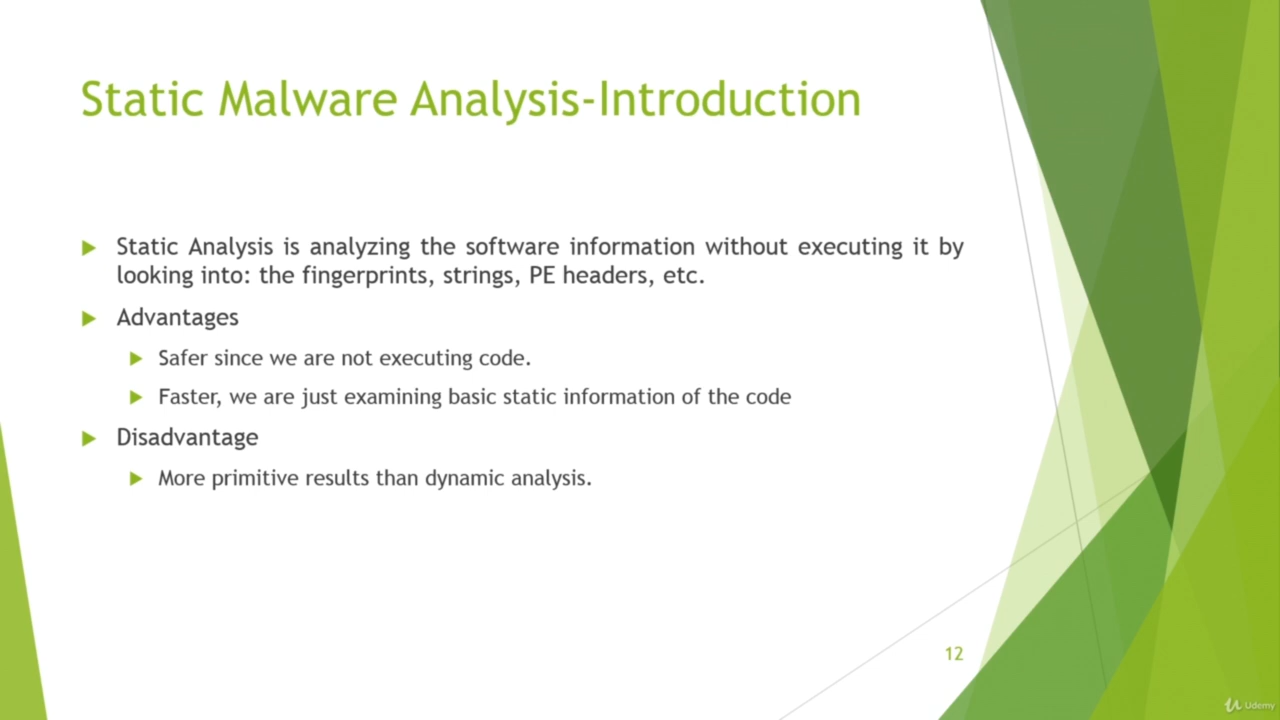 Static Malware Analysis-Introduction
Static Analysis is analyzing the software information without executing it by
looking into: the fingerprints, strings, PE headers, etc.
Advantages
Safer since we are not executing code.
Faster, we are just examining basic static information of the code
Disadvantage
More primitive results than dynamic analysis.
12
Udemy